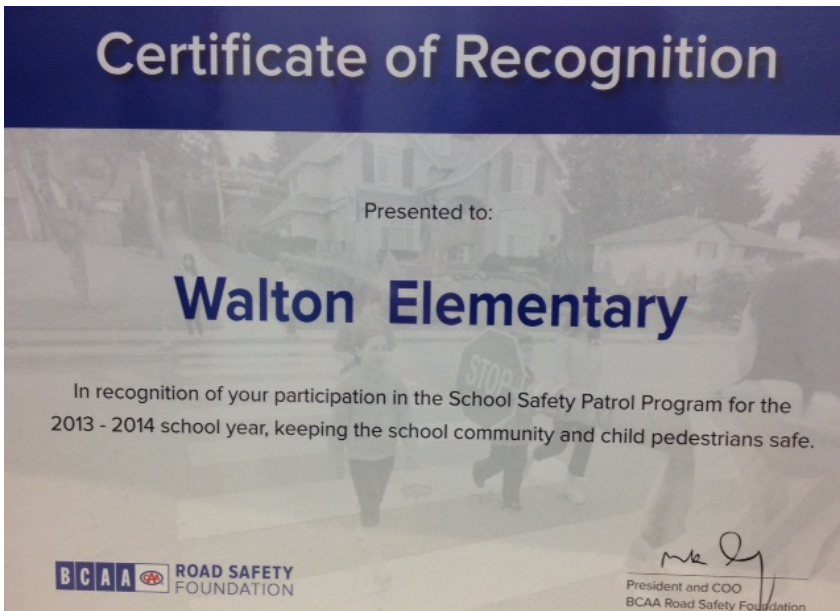 Certificate of Recognition
Presented to:
Walton Elementary
In recognition of your participation in the School Safety Patrol Program for the
2013 - 2014 school year, keeping the school community and child pedestrians safe.
STOP
BCAA CAA ROAD SAFETY
FOUNDATION
President and COO
BCAA Road Safety Foundation